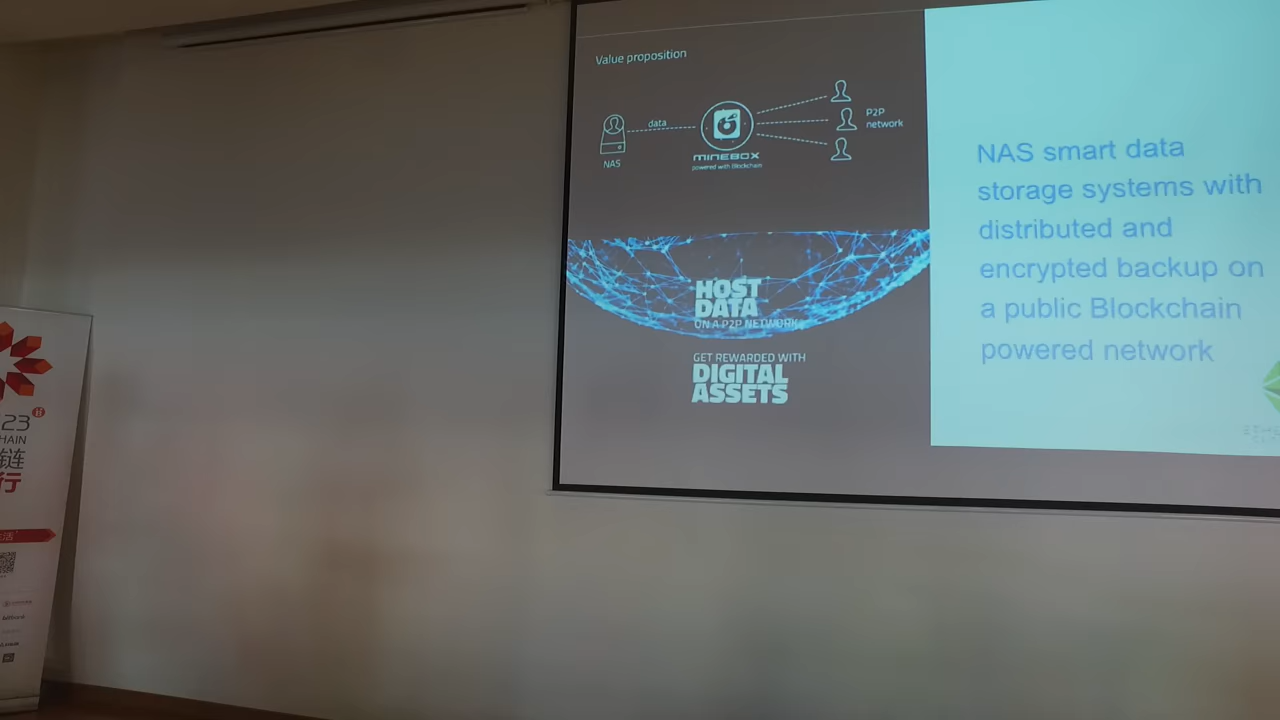 Value proposition
data
P2P
network
NAS
MINEBOX
powered with Blockchain
HOST
DATA
ON A P2P NETWORK
GET REWARDED WITH
DIGITAL
ASSETS
NAS smart data
storage systems with
distributed and
encrypted backup on
a public Blockchain
powered network
23
HAIN
链
行